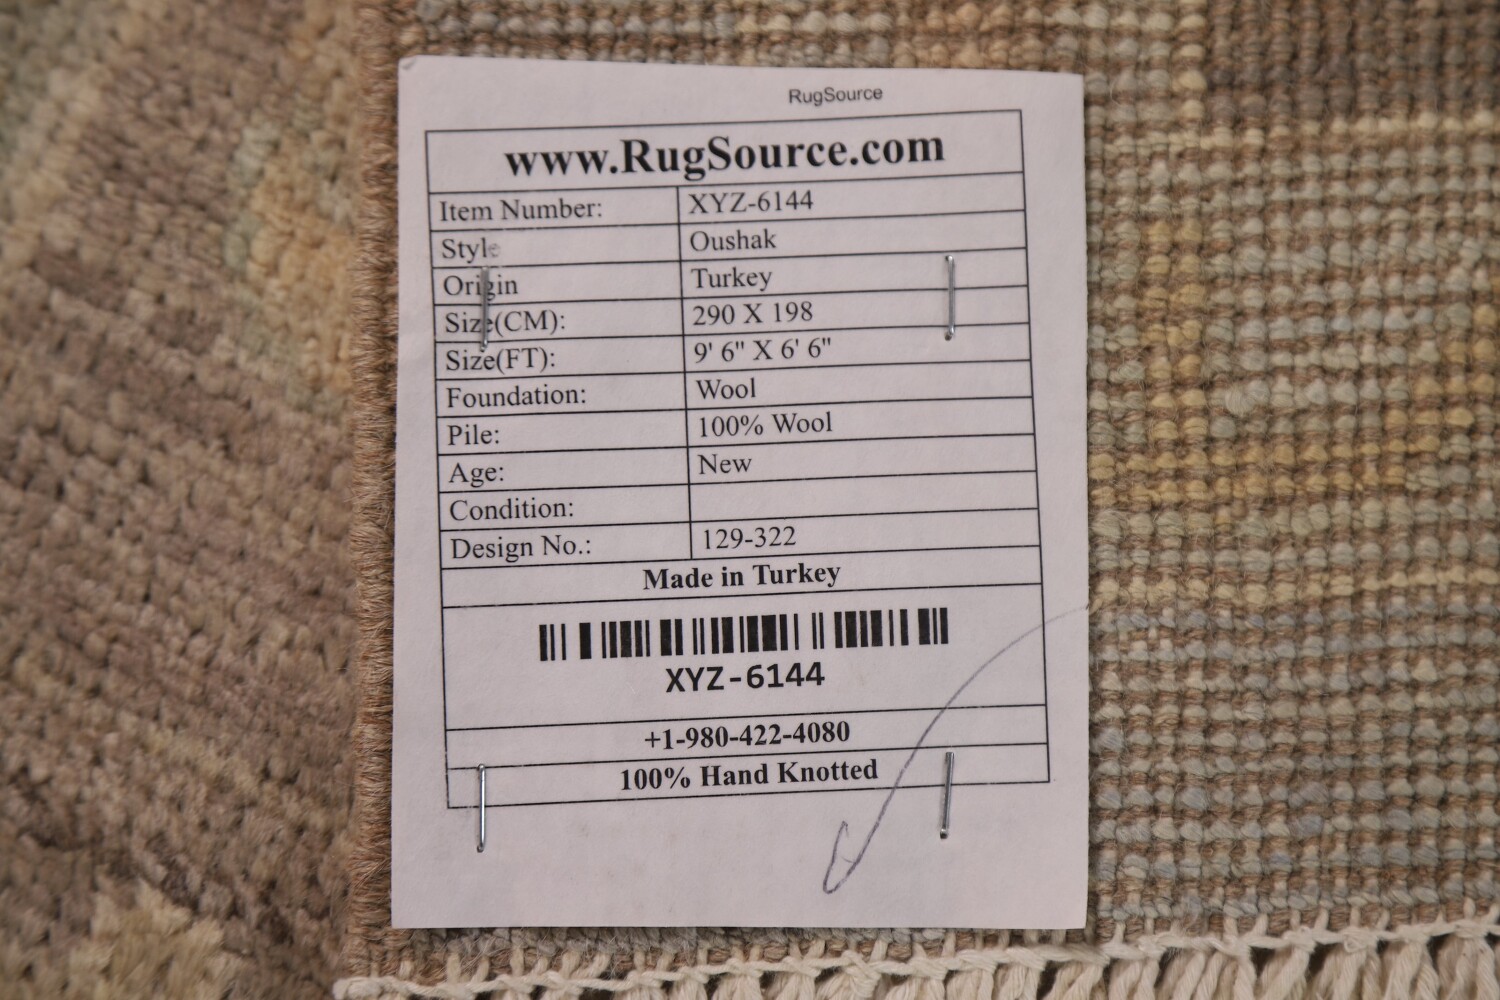 RugSource
www.RugSource.com
Item Number: XYZ-6144
Style Oushak
Origin Turkey
Size(CM): 290 X 198
Size(FT): 9' 6" X 6' 6"
Foundation: Wool
Pile: 100% Wool
Age: New
Condition:
Design No.: 129-322
Made in Turkey
XYZ-6144
+1-980-422-4080
100% Hand Knotted